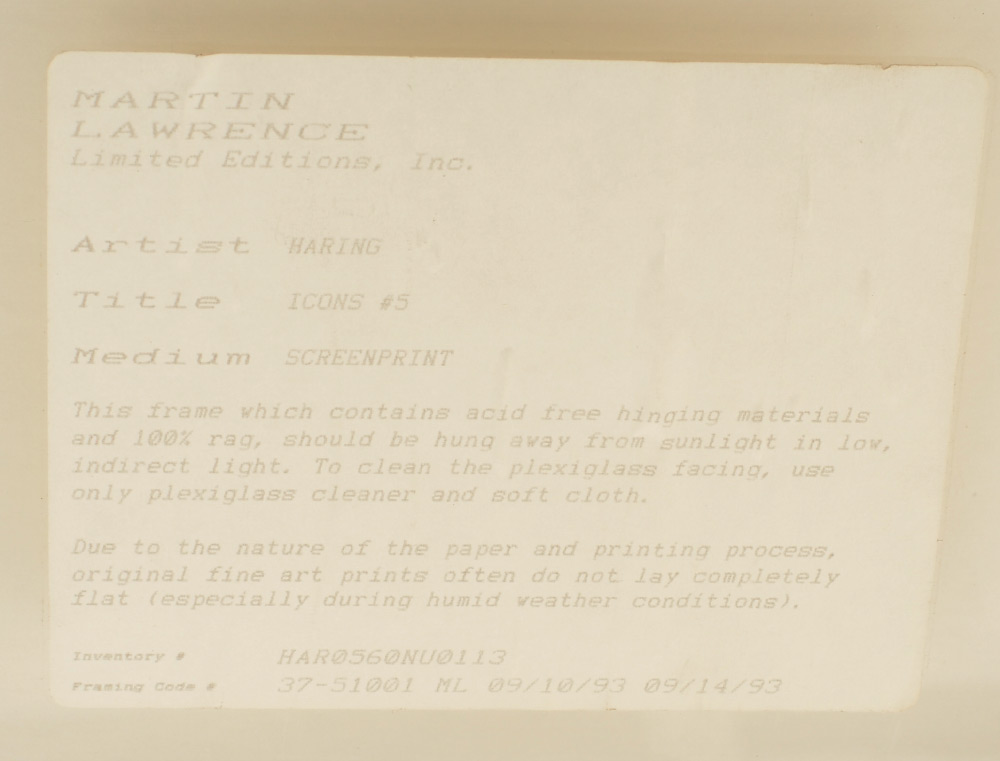 MARTIN
LAWRENCE
Limited Editions, Inc.
Artist HARING
Title ICONS #5
Medium SCREENPRINT
This frame which contains acid free hinging materials
and 100% rag, should be hung away from sunlight in low,
indirect light. To clean the plexiglass facing, use
only plexiglass cleaner and soft cloth.
Due to the nature of the paper and printing process,
original fine art prints often do not lay completely
flat (especially during humid weather conditions).
Inventory # HAR0560NU0113
Framing Code # 37-51001 ML 09/10/93 09/14/93